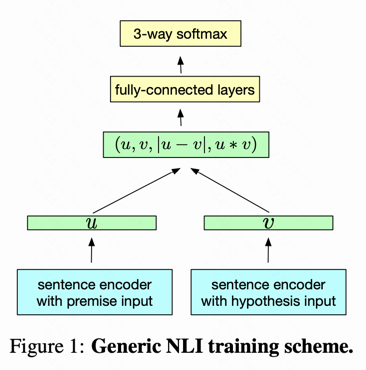 3-way softmax
fully-connected layers
(u, v, |u − v|, u ∗ v)
u
v
sentence encoder
with premise input
sentence encoder
with hypothesis input
Figure 1: Generic NLI training scheme.